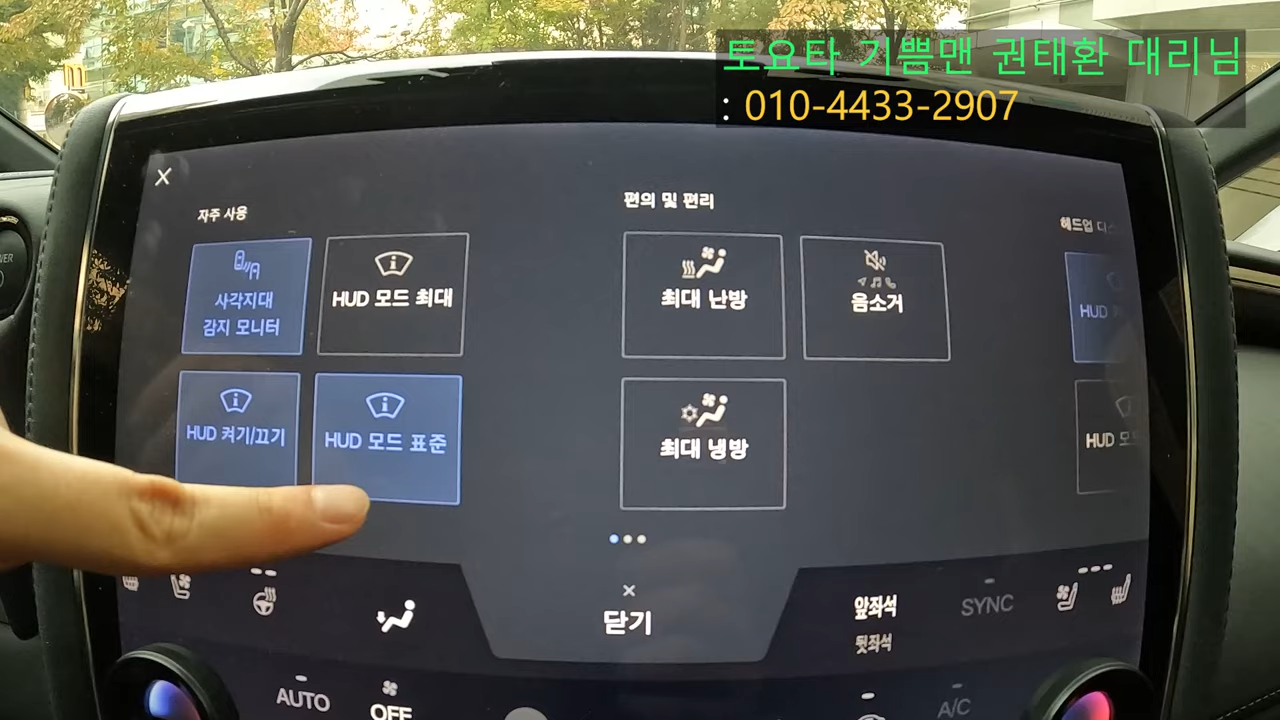 토요타 기쁨맨 권태환 대리님
: 010-4433-2907
X
자주 사용
편의 및 편리
헤드업
사각지대
감지 모니터
HUD 모드 최대
최대 난방
음소거
HUD
HUD 켜기/끄기
HUD 모드 표준
최대 냉방
HUD
닫기
앞좌석
뒷좌석
SYNC
AUTO
OFF
A/C